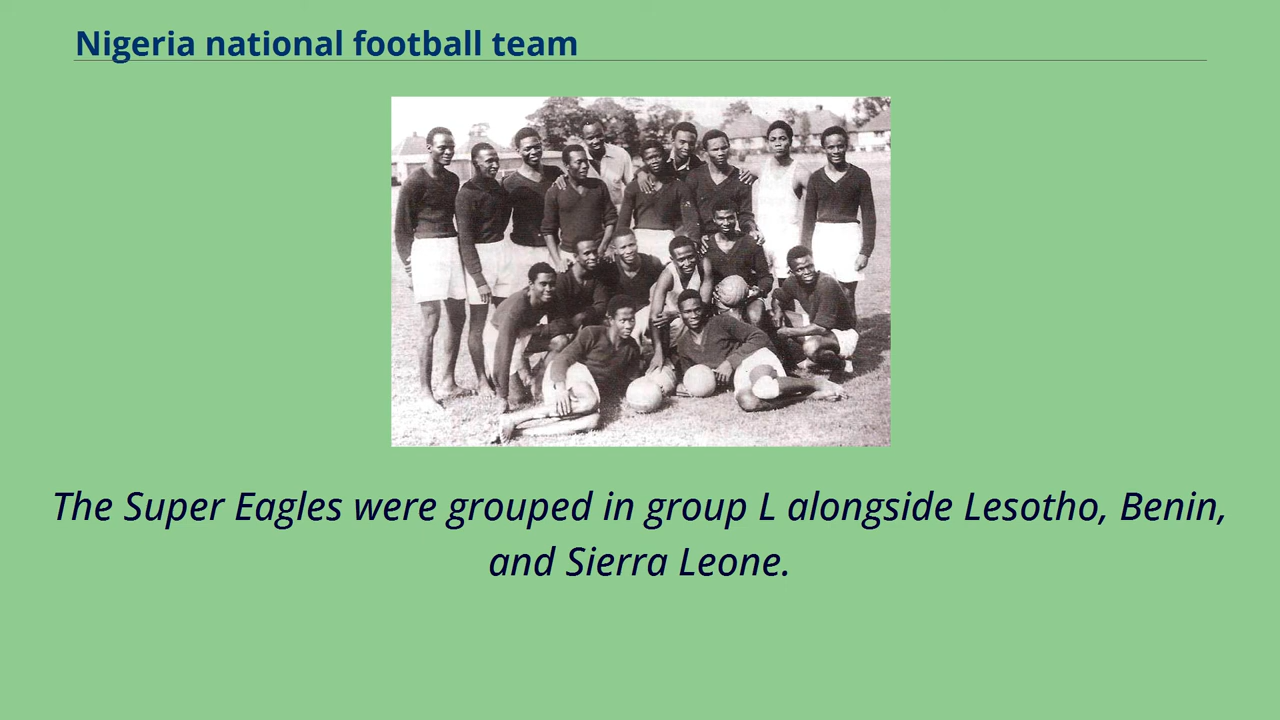 Nigeria national football team
The Super Eagles were grouped in group L alongside Lesotho, Benin,
and Sierra Leone.